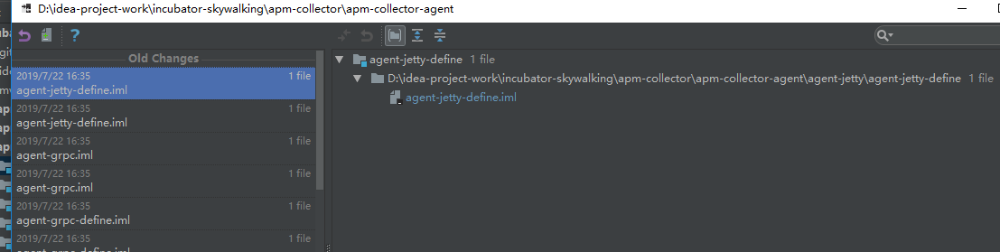 D:\idea-project-work\incubator-skywalking\apm-collector\apm-collector-agent
Old Changes
2019/7/22 16:35 1 file
agent-jetty-define.iml
2019/7/22 16:35 1 file
agent-jetty-define.iml
2019/7/22 16:35 1 file
agent-grpc.iml
2019/7/22 16:35 1 file
agent-grpc.iml
2019/7/22 16:35 1 file
agent-grpc-define.iml
2019/7/22 16:35 1 file
agent-grpc-define.iml
agent-jetty-define 1 file
D:\idea-project-work\incubator-skywalking\apm-collector\apm-collector-agent\agent-jetty\agent-jetty-define 1 file
agent-jetty-define.iml